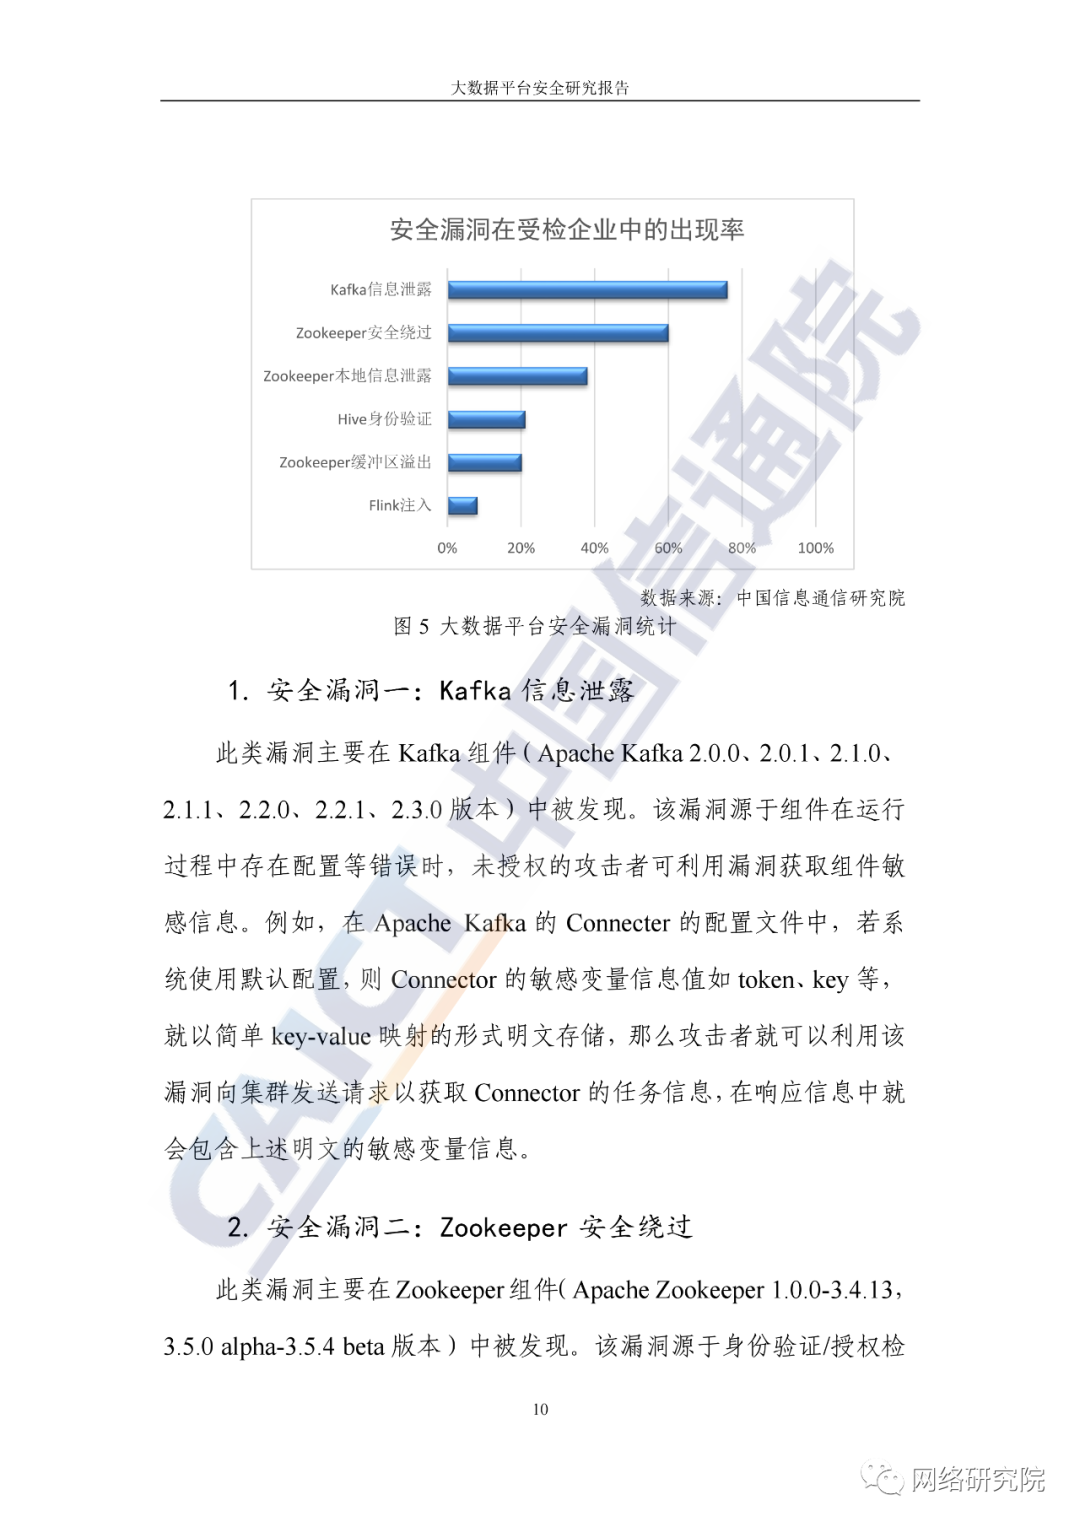 大数据平台安全研究报告
安全漏洞在受检企业中的出现率
Kafka信息泄露
Zookeeper安全绕过
Zookeeper本地信息泄露
Hive身份验证
Zookeeper缓冲区溢出
Flink注入
0% 20% 40% 60% 80% 100%
数据来源：中国信息通信研究院
图 5 大数据平台安全漏洞统计
1. 安全漏洞一：Kafka 信息泄露
此类漏洞主要在 Kafka 组件（Apache Kafka 2.0.0、2.0.1、2.1.0、
2.1.1、2.2.0、2.2.1、2.3.0 版本）中被发现。该漏洞源于组件在运行
过程中存在配置等错误时，未授权的攻击者可利用漏洞获取组件敏
感信息。例如，在 Apache Kafka 的 Connecter 的配置文件中，若系
统使用默认配置，则 Connector 的敏感变量信息值如 token、key 等，
就以简单 key-value 映射的形式明文存储，那么攻击者就可以利用该
漏洞向集群发送请求以获取 Connector 的任务信息，在响应信息中就
会包含上述明文的敏感变量信息。
2. 安全漏洞二：Zookeeper 安全绕过
此类漏洞主要在 Zookeeper 组件（Apache Zookeeper 1.0.0-3.4.13，
3.5.0 alpha-3.5.4 beta 版本）中被发现。该漏洞源于身份验证/授权检
10
CAICT 中国信通院
网络研究院